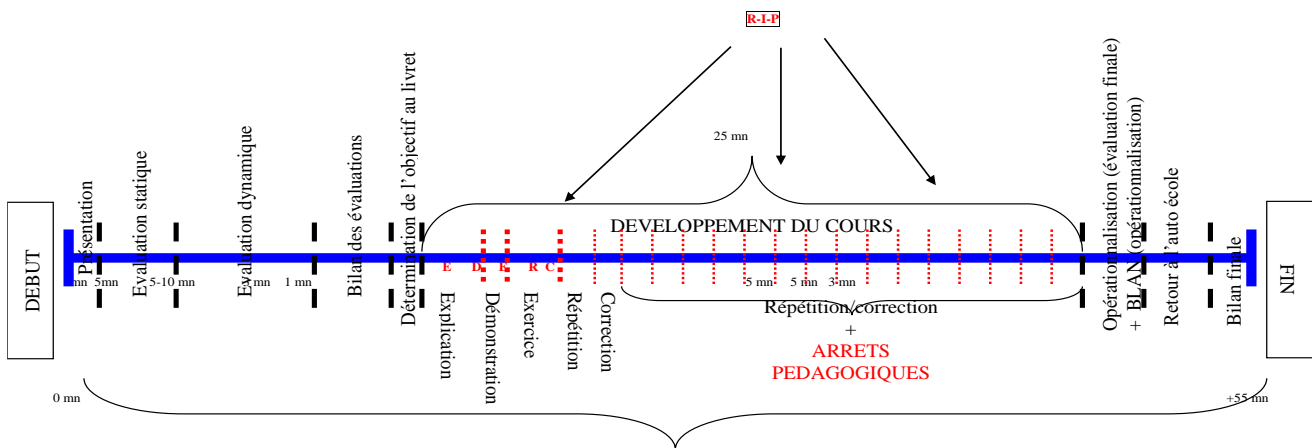 R-I-P
25 mn
DEBUT
Présentation
Evaluation statique
Evaluation dynamique
Bilan des évaluations
Détermination de l'objectif au livret
DEVELOPPEMENT DU COURS
Opérationnalisation (évaluation finale)
+ BLAN (opérationnalisation)
Retour à l'auto école
Bilan finale
FIN
E D E R C
mn 5mn 5-10 mn 5 mn 1 mn 5 mn 5 mn 3 mn
Explication
Démonstration
Exercice
Répétition
Correction
Répétition/correction
+
ARRETS
PEDAGOGIQUES
0 mn
+55 mn